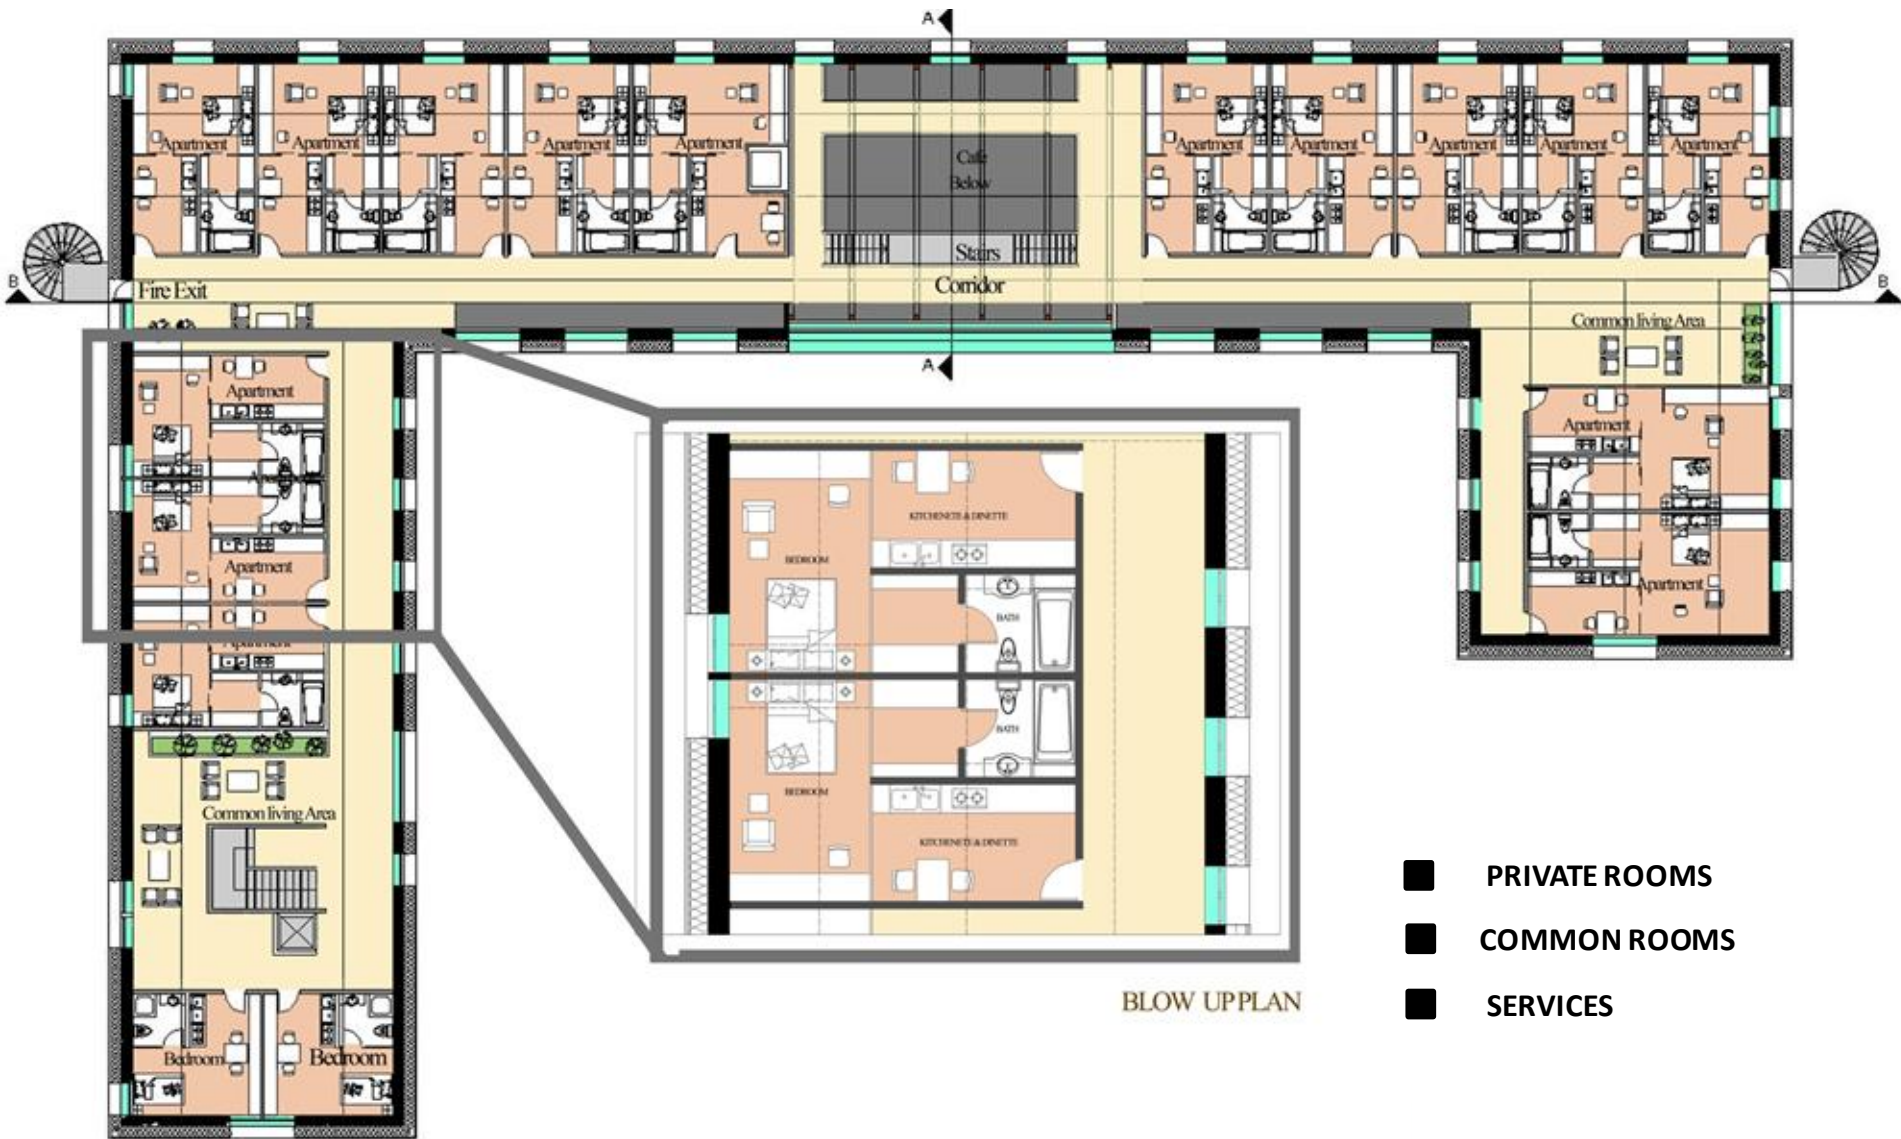 A
Apartment
Apartment
Apartment
Apartment
Apartment
Apartment
Apartment
Apartment
Apartment
Cafe
Below
Stairs
Corridor
Fire Exit
B
B
A
Common living Area
Apartment
Apartment
Apartment
Apartment
Apartment
Common living Area
Bedroom
Bedroom
KITCHENETE & DINETTE
BEDROOM
BATH
BATH
BEDROOM
KITCHENETE & DINETTE
BLOW UP PLAN
PRIVATE ROOMS
COMMON ROOMS
SERVICES